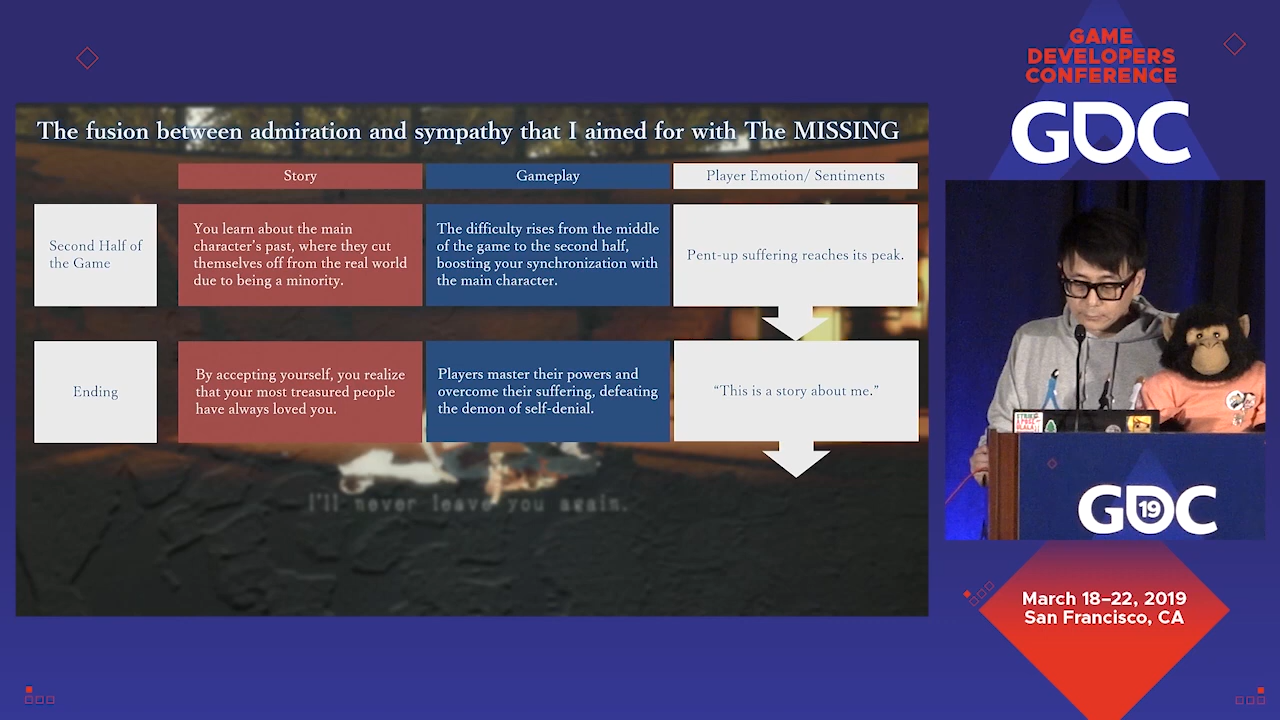 GAME
DEVELOPERS
CONFERENCE
GDC
The fusion between admiration and sympathy that I aimed for with The MISSING
Story
Gameplay
Player Emotion/ Sentiments
Second Half of
the Game
You learn about the main
character's past, where they cut
themselves off from the real world
due to being a minority.
The difficulty rises from the middle
of the game to the second half,
boosting your synchronization with
the main character.
Pent-up suffering reaches its peak.
Ending
By accepting yourself, you realize
that your most treasured people
have always loved you.
Players master their powers and
overcome their suffering, defeating
the demon of self-denial.
“This is a story about me.”
I'll never leave you again.
GDC
19
March 18–22, 2019
San Francisco, CA